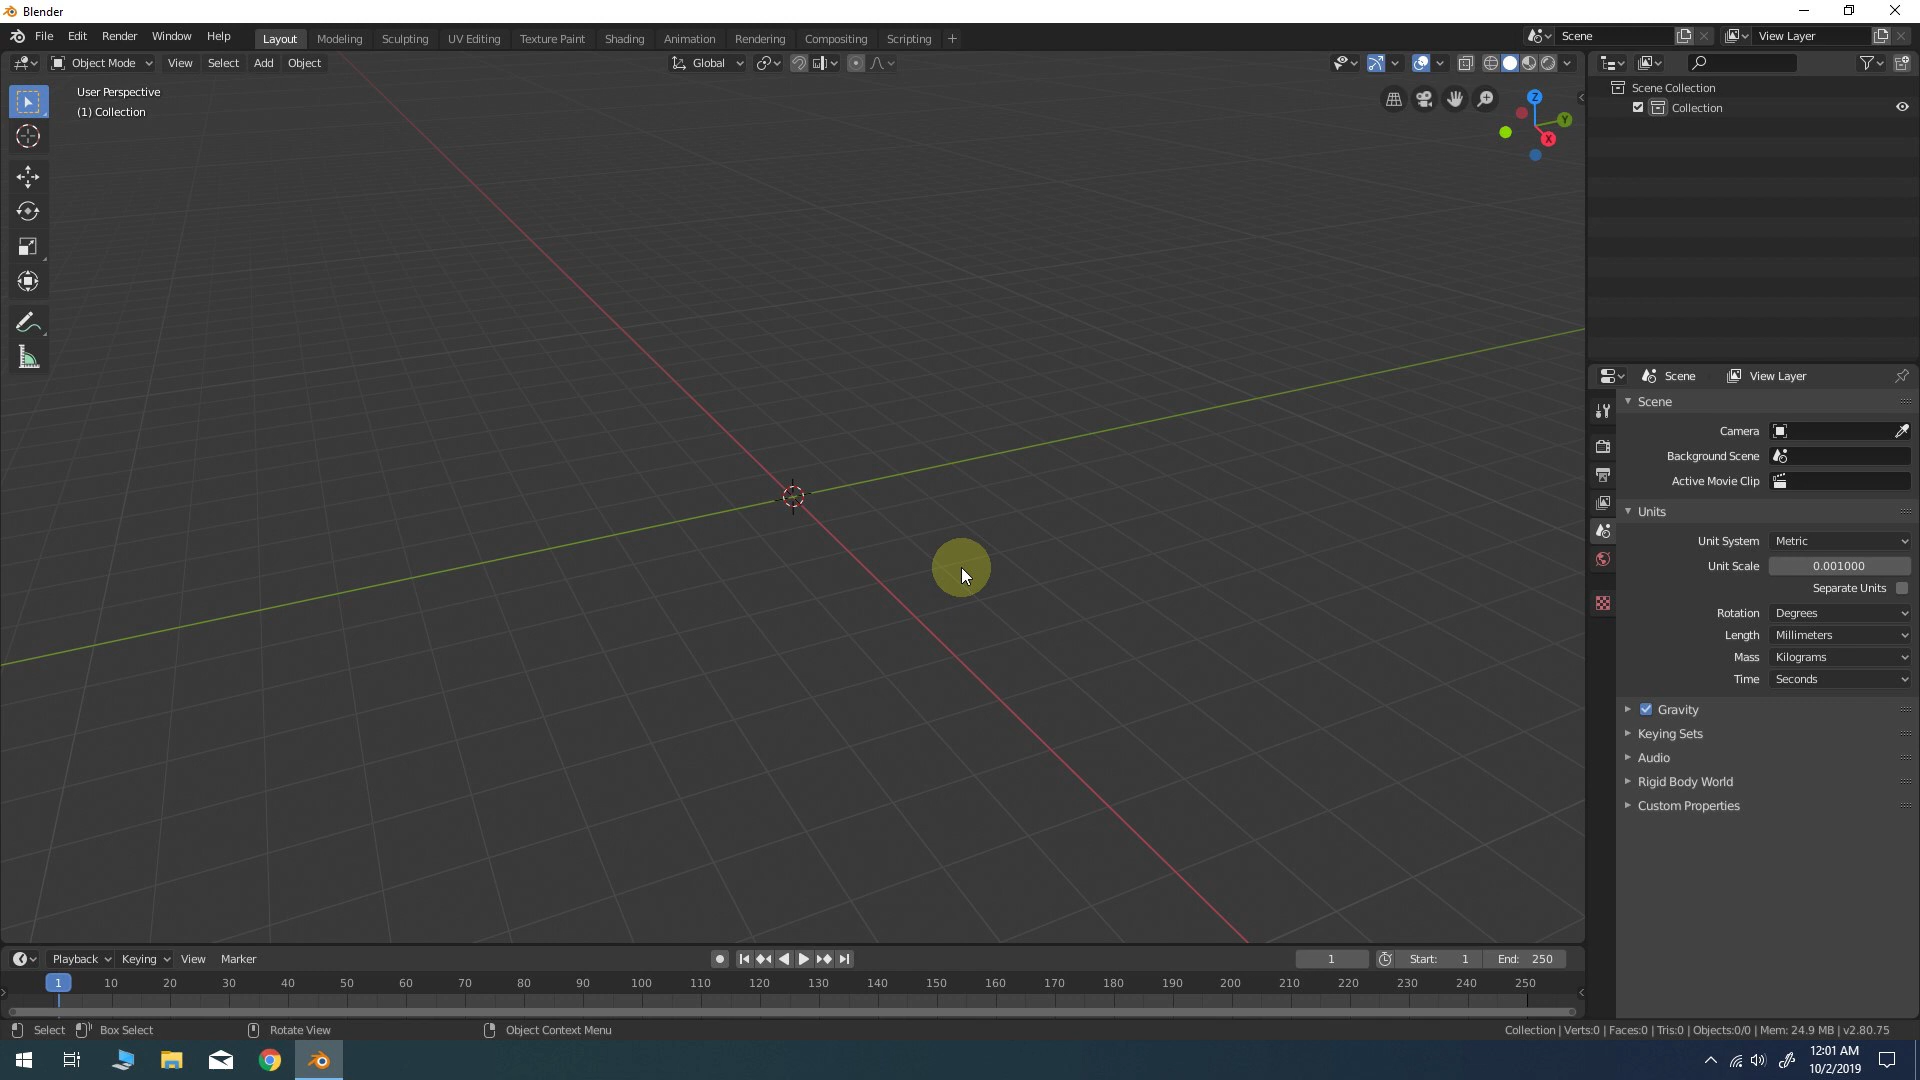 Blender
File Edit Render Window Help Layout Modeling Sculpting UV Editing Texture Paint Shading Animation Rendering Compositing Scripting + Scene View Layer
Object Mode View Select Add Object Global
User Perspective
(1) Collection
Z
Y
X
Scene Collection
Collection
Scene View Layer
Scene
Camera
Background Scene
Active Movie Clip
Units
Unit System Metric
Unit Scale 0.001000
Separate Units
Rotation Degrees
Length Millimeters
Mass Kilograms
Time Seconds
Gravity
Keying Sets
Audio
Rigid Body World
Custom Properties
Playback Keying View Marker 1 Start: 1 End: 250
1 10 20 30 40 50 60 70 80 90 100 110 120 130 140 150 160 170 180 190 200 210 220 230 240 250
Select Box Select Rotate View Object Context Menu Collection | Verts:0 | Faces:0 | Tris:0 | Objects:0/0 | Mem: 24.9 MB | v2.80.75
12:01 AM
10/2/2019